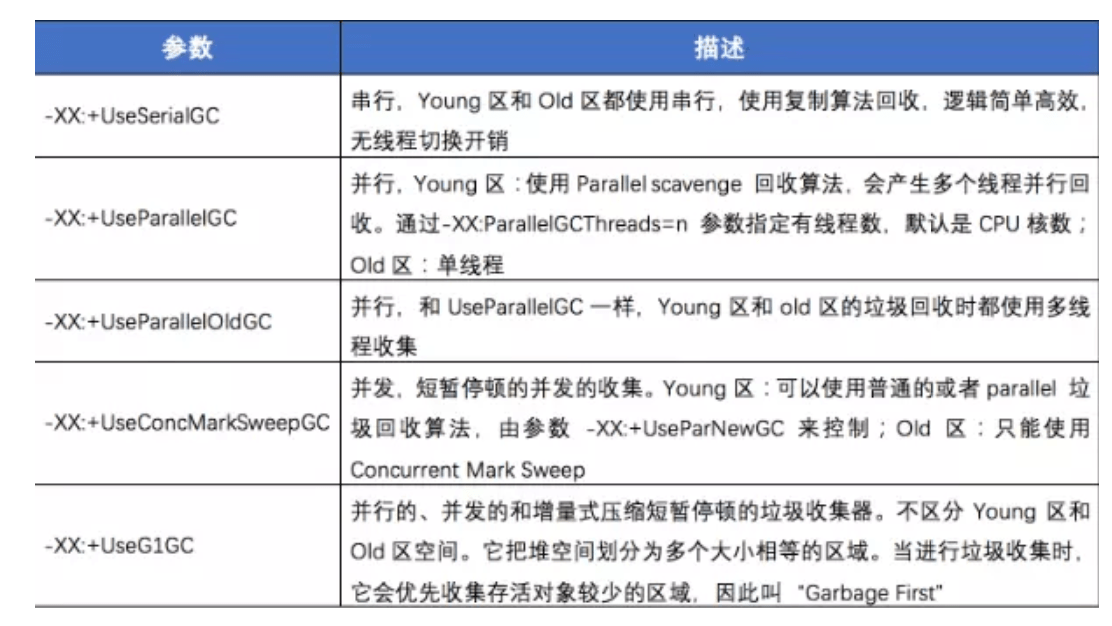 参数 描述
-XX:+UseSerialGC
串行，Young 区和 Old 区都使用串行，使用复制算法回收，逻辑简单高效，
无线程切换开销
-XX:+UseParallelGC
并行，Young 区：使用 Parallel scavenge 回收算法，会产生多个线程并行回
收。通过-XX:ParallelGCThreads=n 参数指定有线程数，默认是 CPU 核数；
Old 区：单线程
-XX:+UseParallelOldGC
并行，和 UseParallelGC 一样，Young 区和 old 区的垃圾回收时都使用多线
程收集
-XX:+UseConcMarkSweepGC
并发，短暂停顿的并发的收集。Young 区：可以使用普通的或者 parallel 垃
圾回收算法，由参数 -XX:+UseParNewGC 来控制；Old 区：只能使用
Concurrent Mark Sweep
-XX:+UseG1GC
并行的、并发的和增量式压缩短暂停顿的垃圾收集器。不区分 Young 区和
Old 区空间。它把堆空间划分为多个大小相等的区域。当进行垃圾收集时，
它会优先收集存活对象较少的区域，因此叫 "Garbage First"